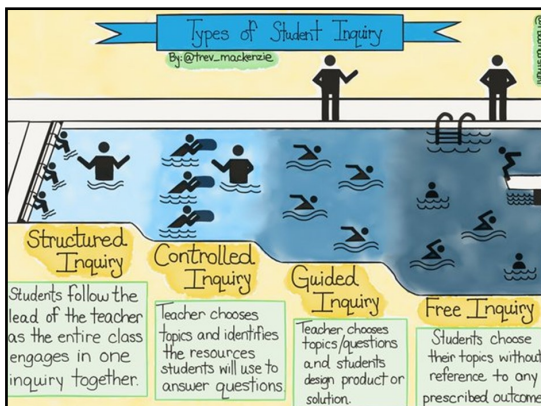 Types of Student Inquiry
By: @trev_mackenzie
Structured
Inquiry
Students follow the
lead of the teacher
as the entire class
engages in one
inquiry together.
Controlled
Inquiry
Teacher chooses
topics and identifies
the resources
students will use to
answer questions.
Guided
Inquiry
Teacher chooses
topics/questions
and students
design product or
solution.
Free Inquiry
Students choose
their topics without
reference to any
prescribed outcome